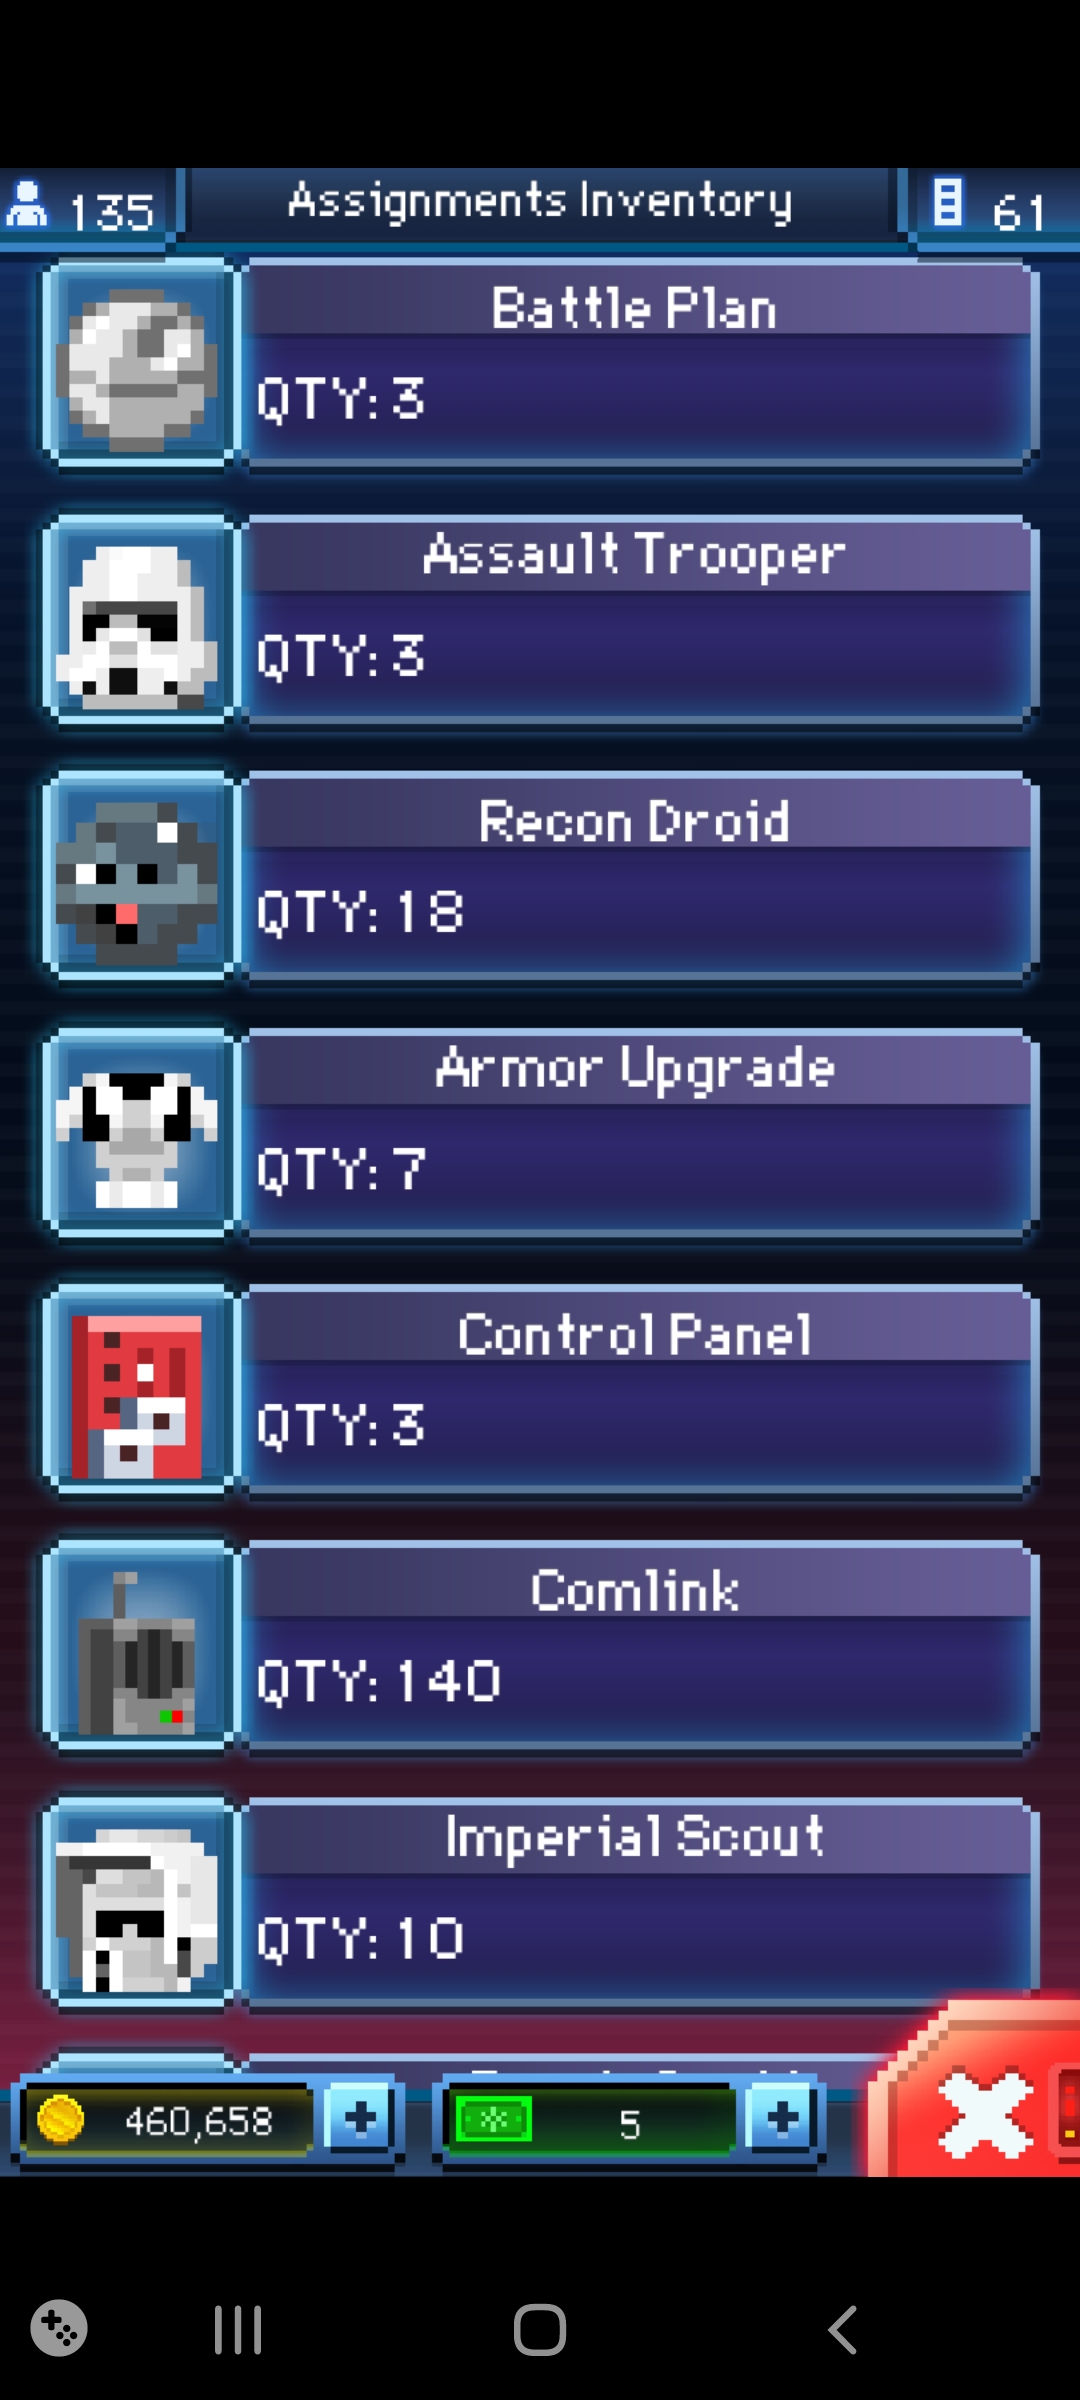 135
Assignments Inventory
61
Battle Plan
QTY: 3
Assault Trooper
QTY: 3
Recon Droid
QTY: 18
Armor Upgrade
QTY: 7
Control Panel
QTY: 3
Comlink
QTY: 140
Imperial Scout
QTY: 10
460,658
5